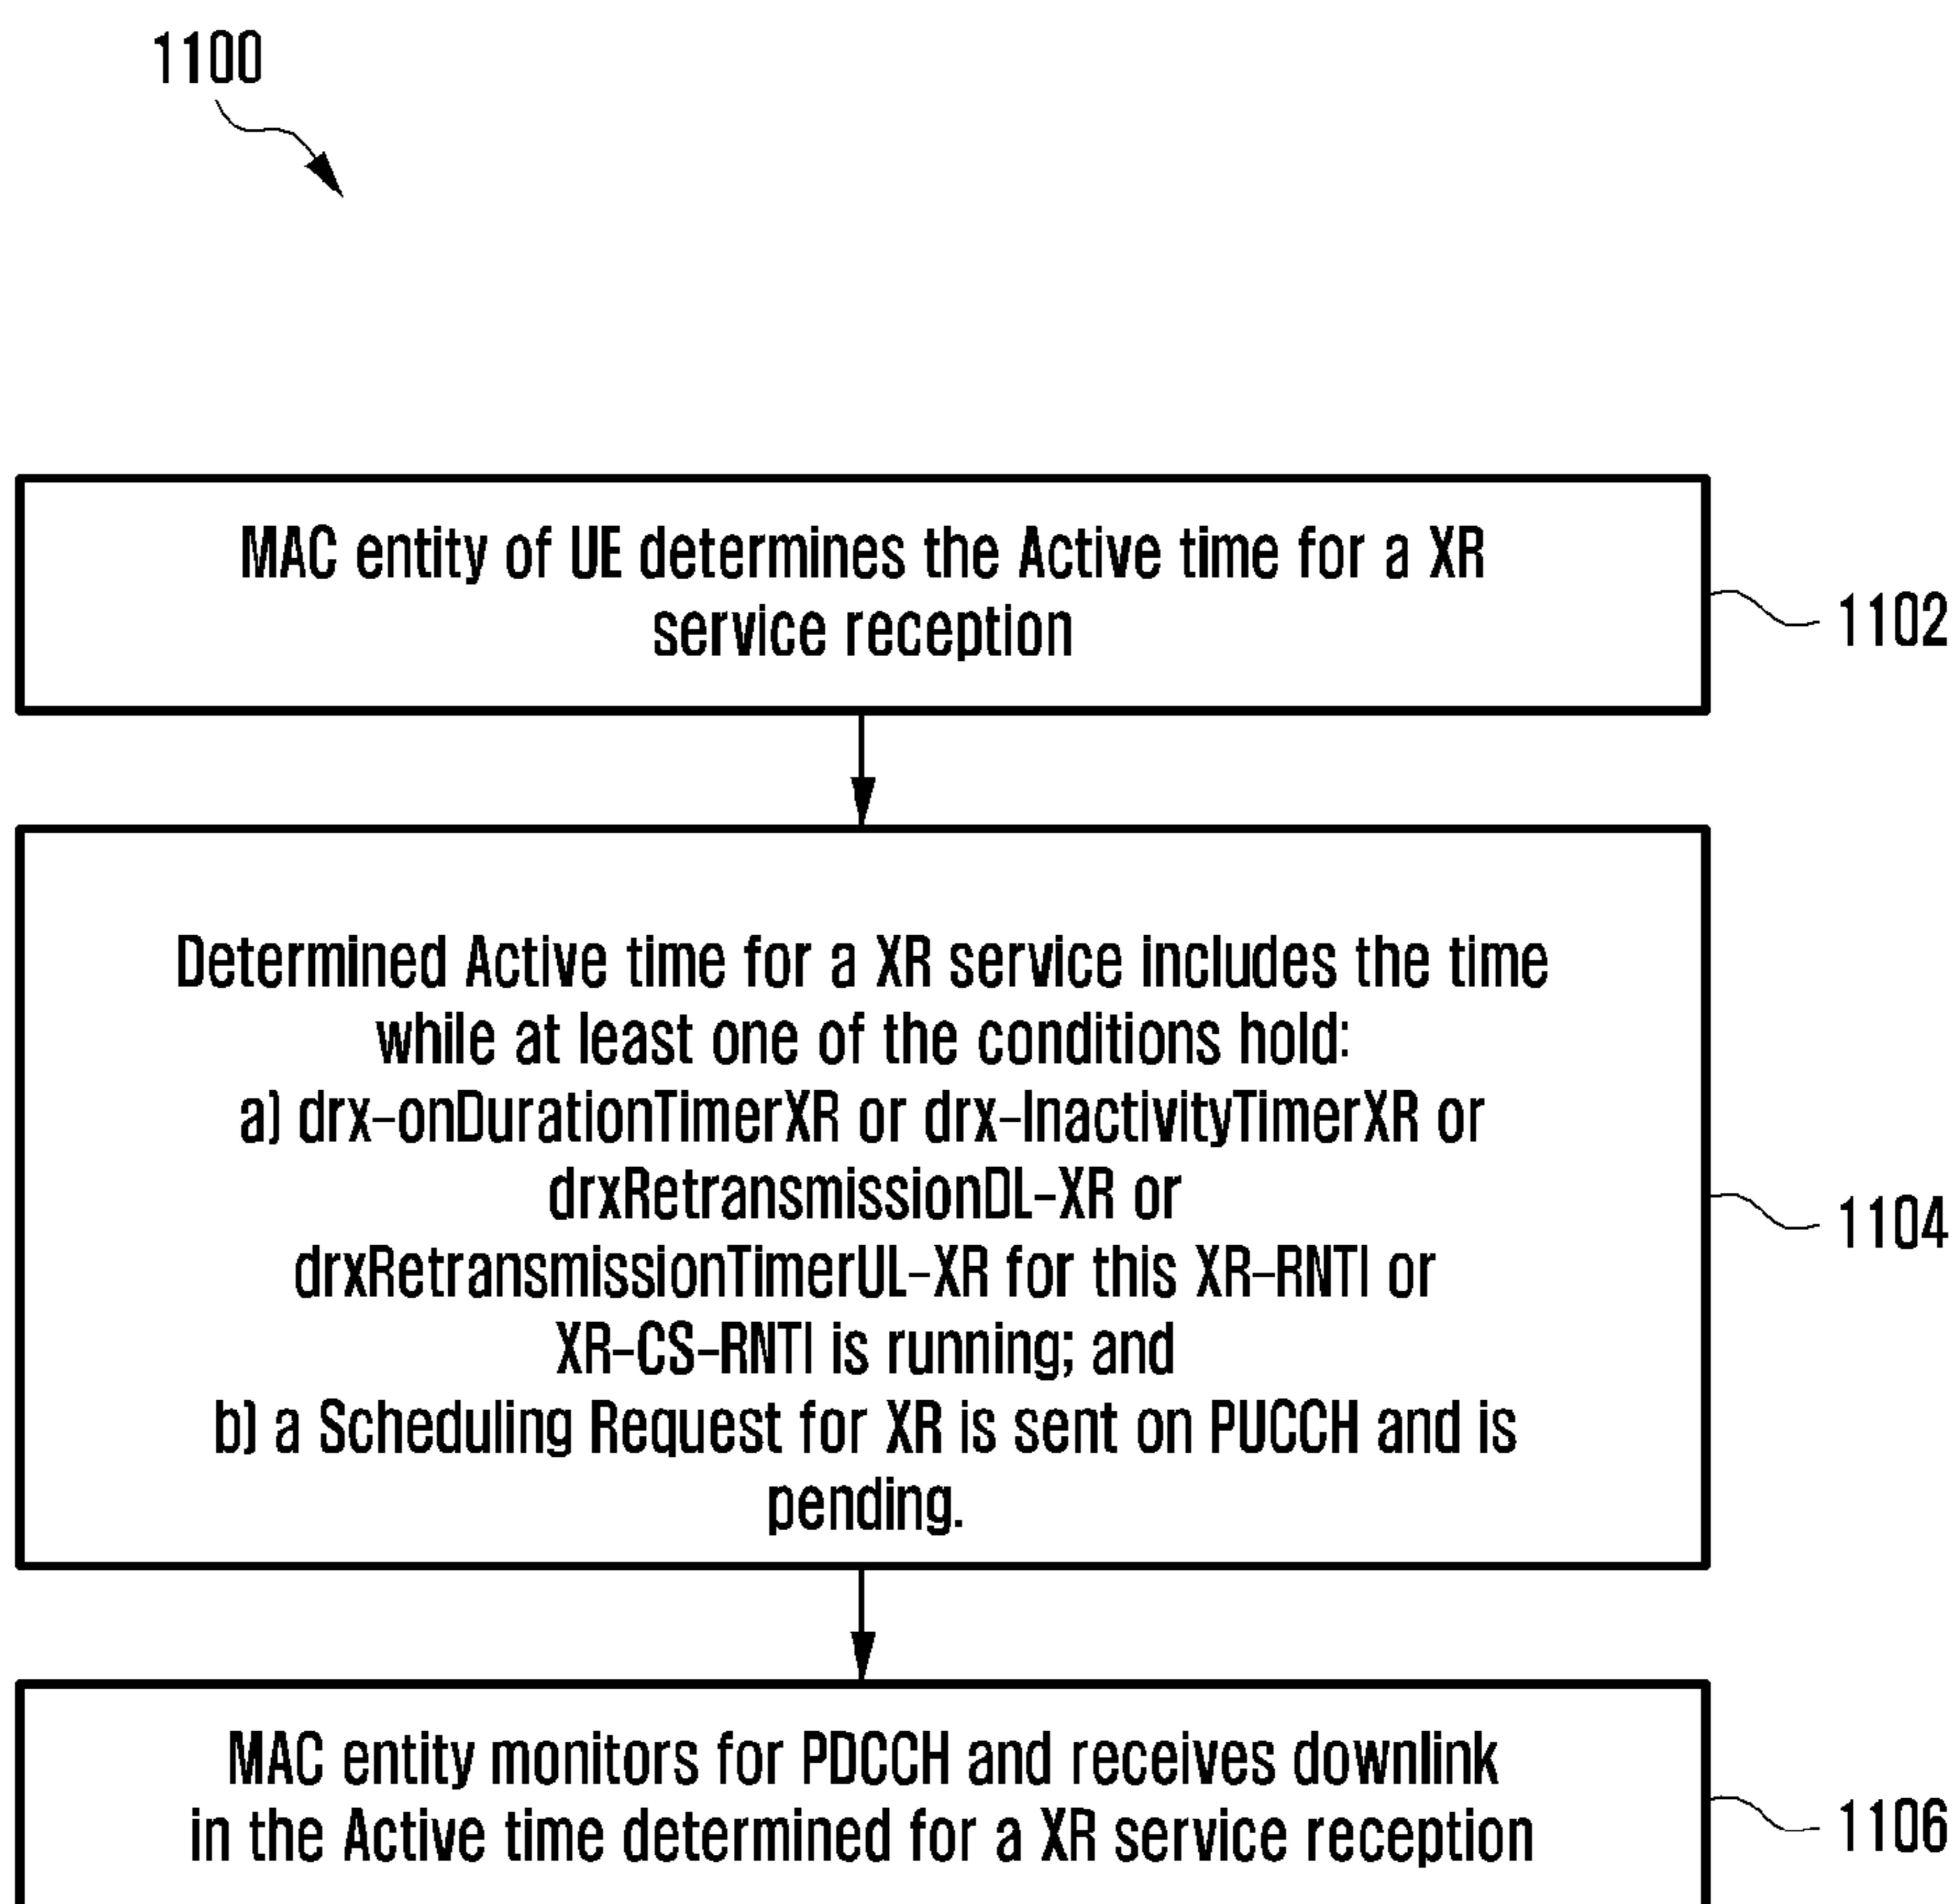 1100
MAC entity of UE determines the Active time for a XR
service reception
1102
Determined Active time for a XR service includes the time
while at least one of the conditions hold:
a) drx-onDurationTimerXR or drx-InactivityTimerXR or
drxRetransmissionDL-XR or
drxRetransmissionTimerUL-XR for this XR-RNTI or
XR-CS-RNTI is running; and
b) a Scheduling Request for XR is sent on PUCCH and is
pending.
1104
MAC entity monitors for PDCCH and receives downlink
in the Active time determined for a XR service reception
1106